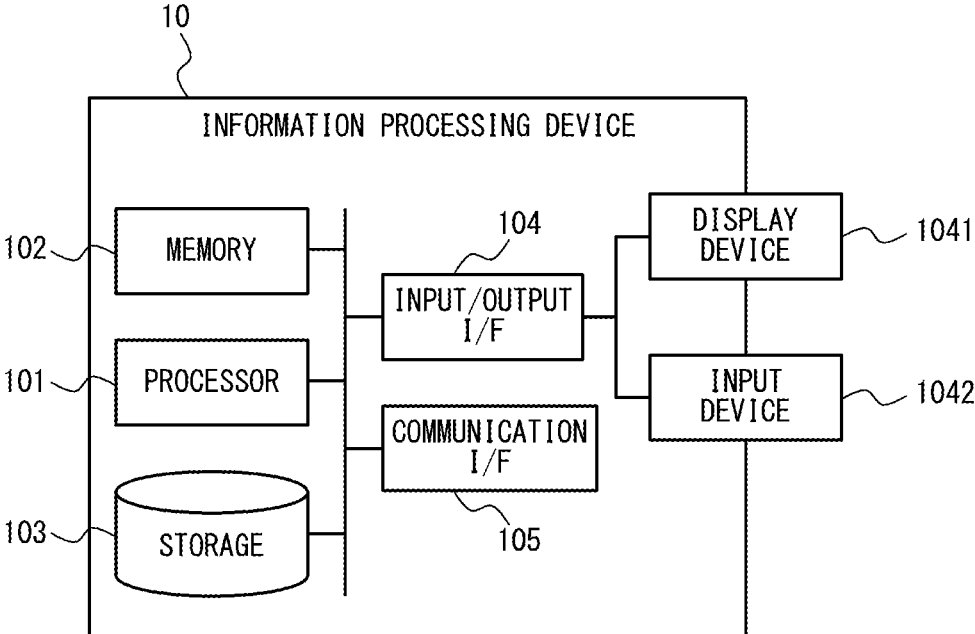 10
INFORMATION PROCESSING DEVICE
102
MEMORY
104
DISPLAY
DEVICE
1041
INPUT/OUTPUT
I/F
101
PROCESSOR
INPUT
DEVICE
1042
COMMUNICATION
I/F
105
103
STORAGE